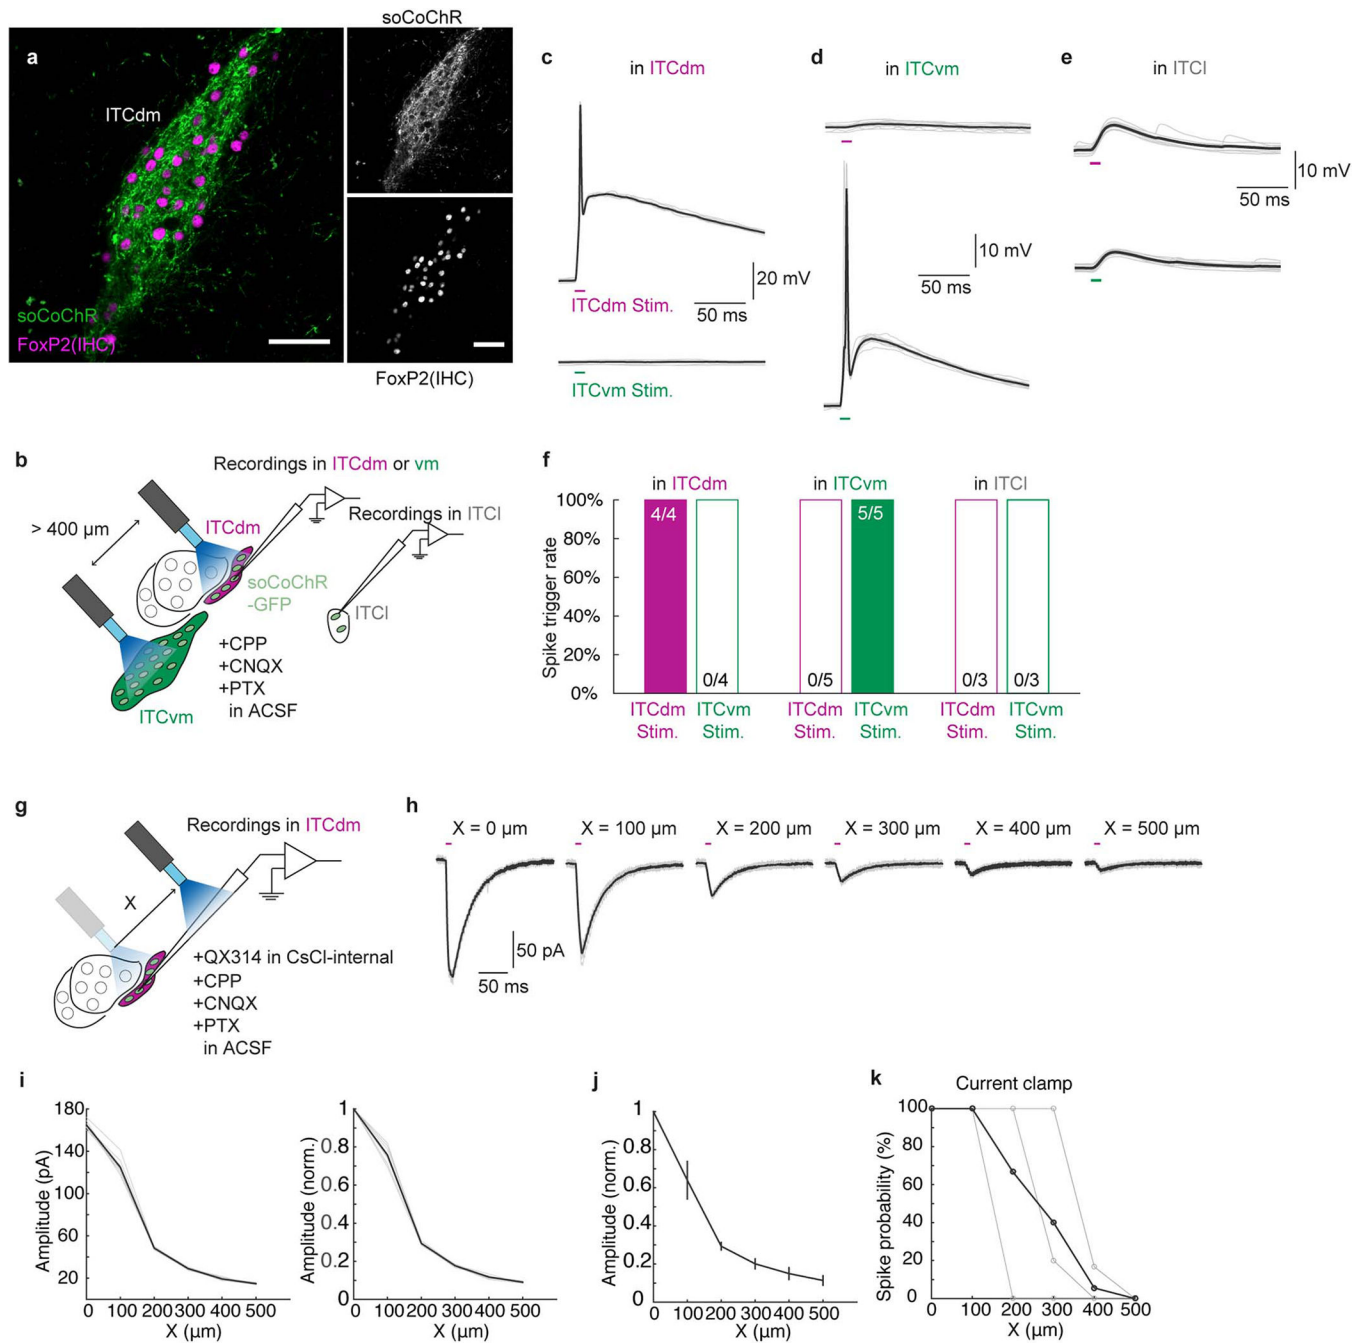 soCoChR
a
ITCdm
soCoChR
FoxP2(IHC)
FoxP2(IHC)
c
in ITCdm
20 mV
50 ms
ITCdm Stim.
ITCvm Stim.
d
in ITCvm
10 mV
50 ms
e
in ITCl
10 mV
50 ms
b
Recordings in ITCdm or vm
> 400 µm
ITCdm
Recordings in ITCl
soCoChR
-GFP
ITCl
+CPP
+CNQX
+PTX
in ACSF
ITCvm
f
in ITCdm
in ITCvm
in ITCl
Spike trigger rate
100%
80%
60%
40%
20%
0%
4/4
0/4
0/5
5/5
0/3
0/3
ITCdm
Stim.
ITCvm
Stim.
ITCdm
Stim.
ITCvm
Stim.
ITCdm
Stim.
ITCvm
Stim.
g
Recordings in ITCdm
X
+QX314 in CsCl-internal
+CPP
+CNQX
+PTX
in ACSF
h
X = 0 µm
X = 100 µm
X = 200 µm
X = 300 µm
X = 400 µm
X = 500 µm
50 pA
50 ms
i
Amplitude (pA)
180
140
100
60
20
0 100 200 300 400 500
X (µm)
Amplitude (norm.)
1
0.8
0.6
0.4
0.2
0
0 100 200 300 400 500
X (µm)
j
Amplitude (norm.)
1
0.8
0.6
0.4
0.2
0
0 100 200 300 400 500
X (µm)
k
Current clamp
Spike probability (%)
100
80
60
40
20
0
0 100 200 300 400 500
X (µm)